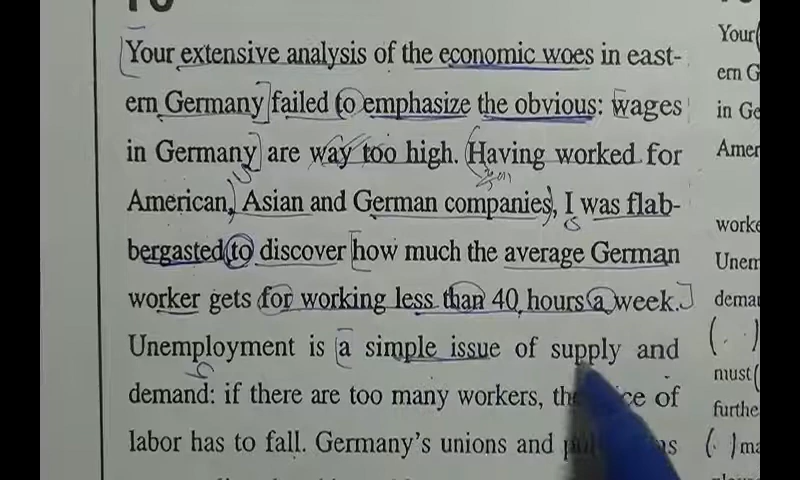 10
Your extensive analysis of the economic woes in east-
ern Germany failed to emphasize the obvious: wages
in Germany are way too high. Having worked for
American, Asian and German companies, I was flab-
bergasted to discover how much the average German
worker gets for working less than 40 hours a week.
Unemployment is a simple issue of supply and
demand: if there are too many workers, the of
labor has to fall. Germany's unions and
Your(
ern G
in Ge
Amer
worke
Unem
demar
( . )
must(
furthe
( . )ma